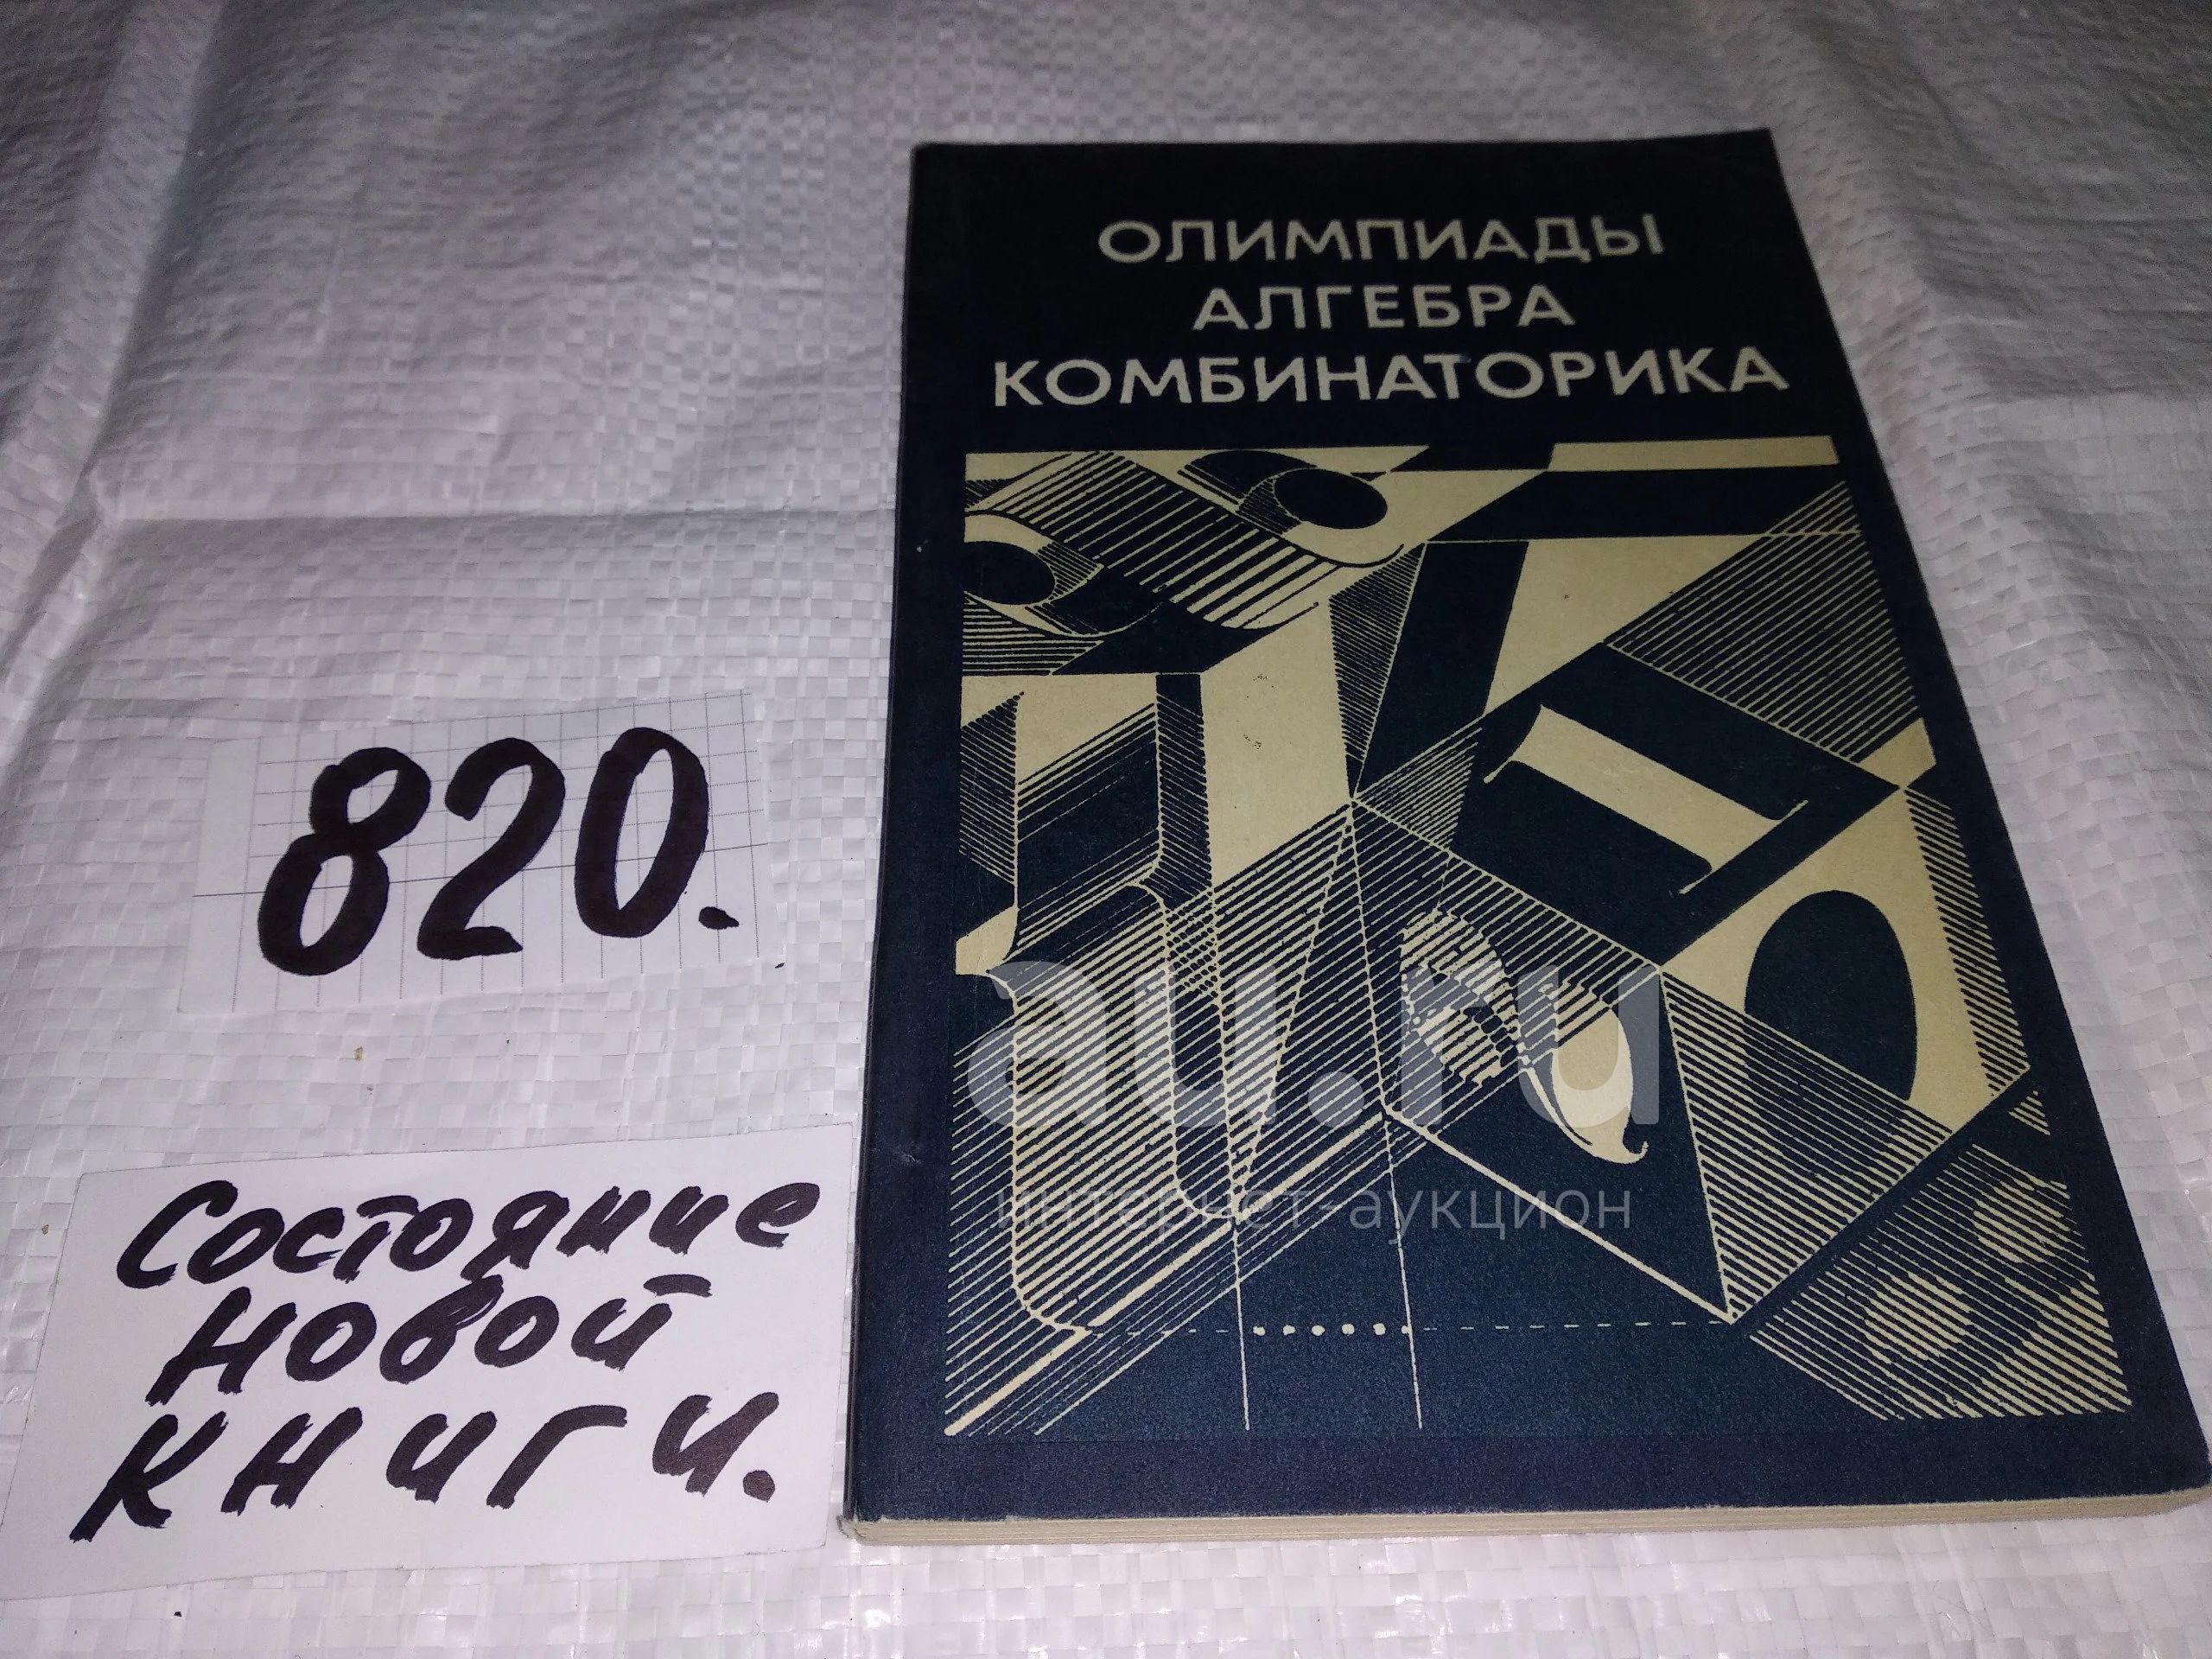 ОЛИМПИАДЫ
АЛГЕБРА
КОМБИНАТОРИКА
820.
Состояние
новой
книги.
au.ru
интернет-аукцион